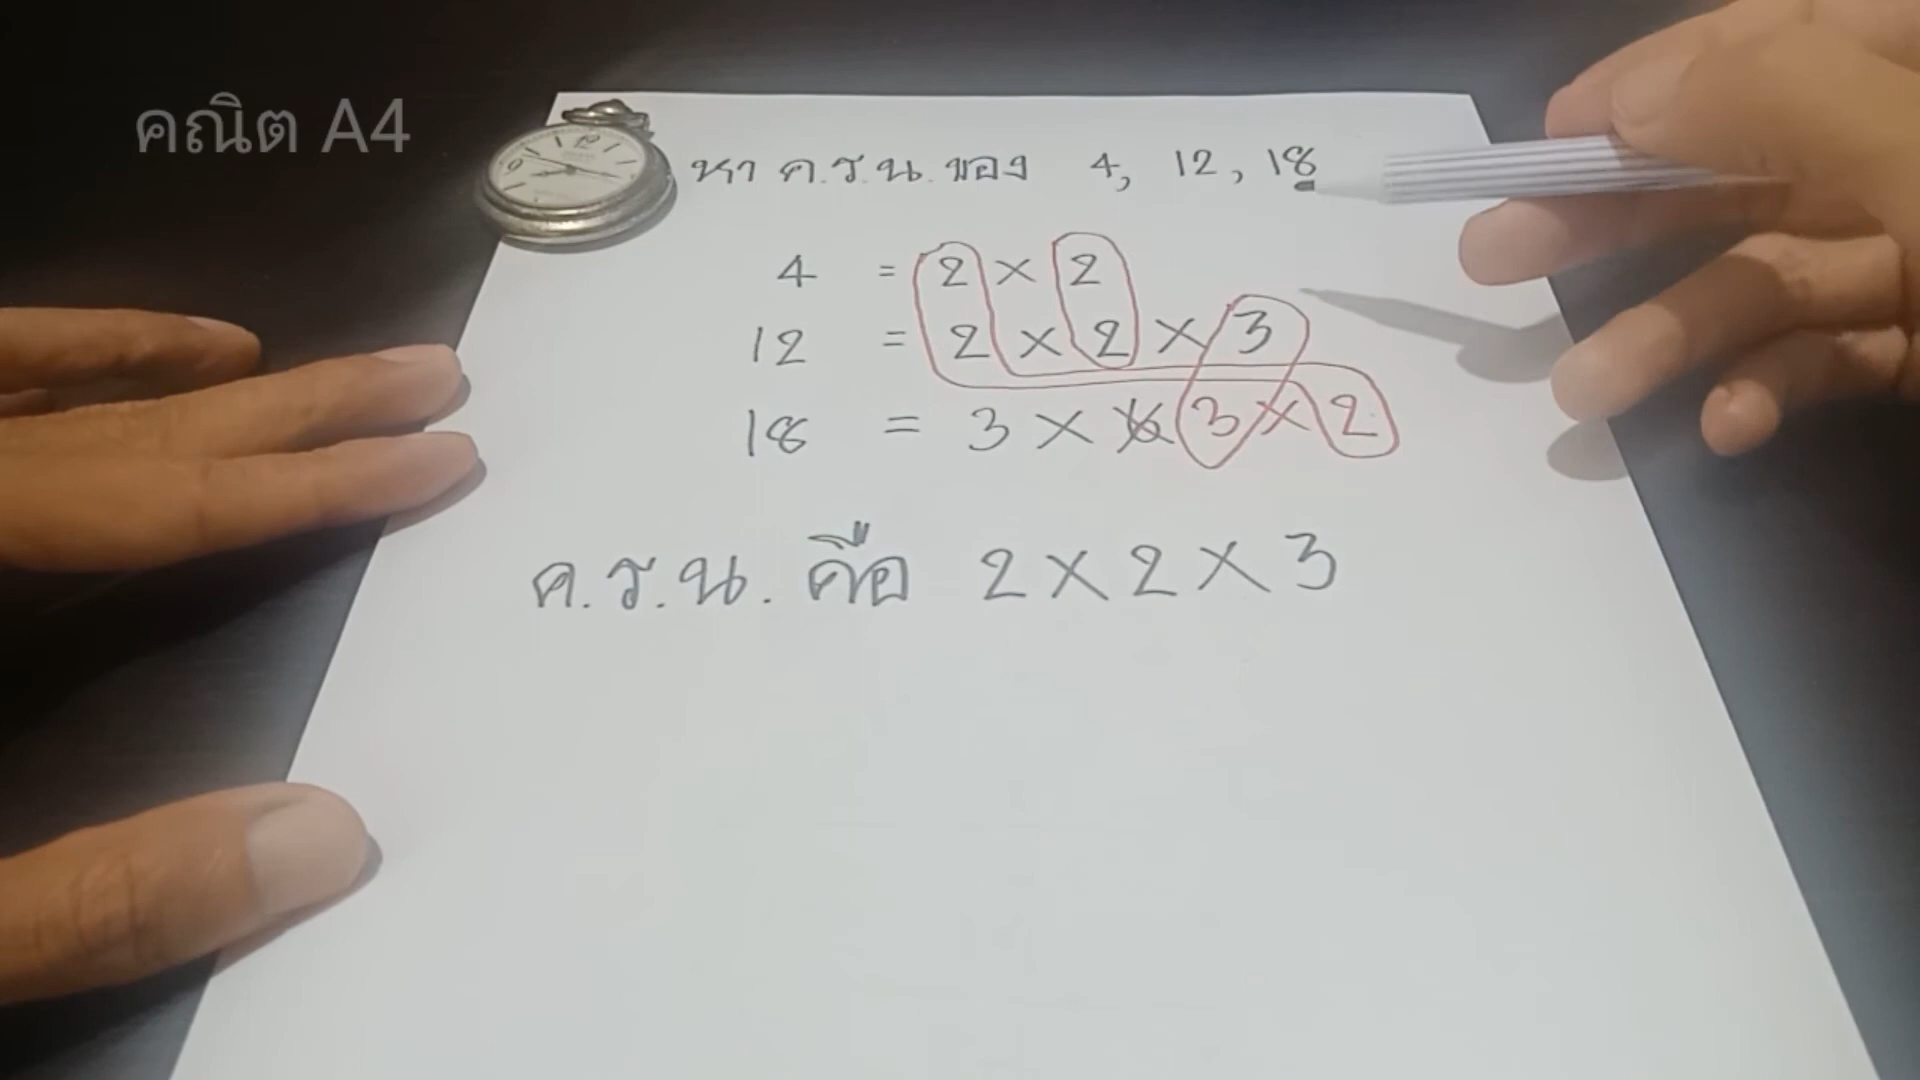 คณิต A4
หา ค.ร.น. ของ 4, 12, 18
4 = 2 × 2
12 = 2 × 2 × 3
18 = 3 × 6 3 × 2
ค.ร.น. คือ 2 × 2 × 3